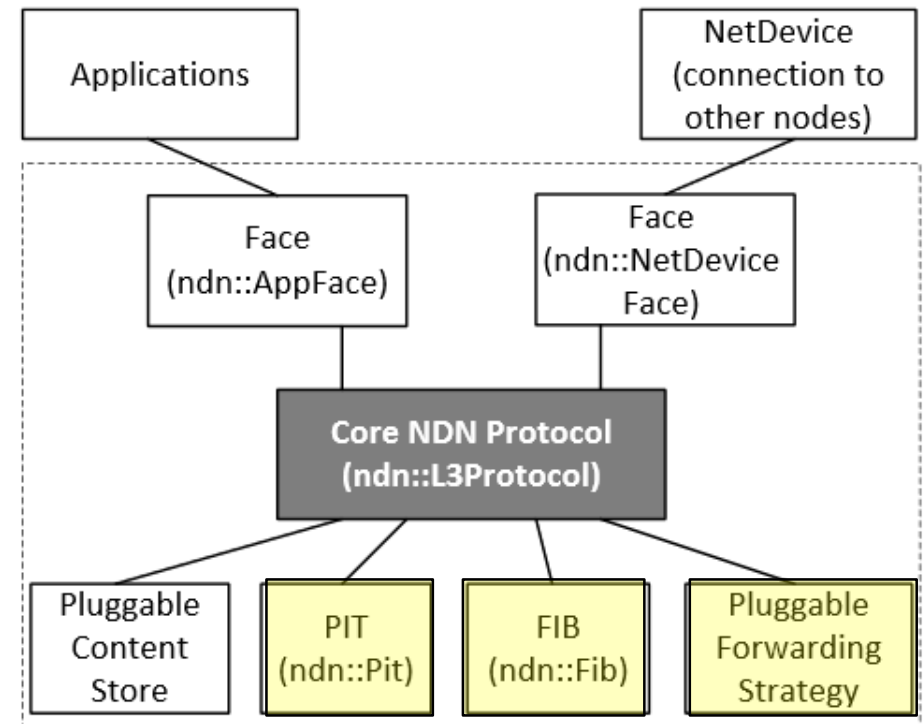 Applications
NetDevice
(connection to
other nodes)
Face
(ndn::AppFace)
Face
(ndn::NetDevice
Face)
Core NDN Protocol
(ndn::L3Protocol)
Pluggable
Content
Store
PIT
(ndn::Pit)
FIB
(ndn::Fib)
Pluggable
Forwarding
Strategy